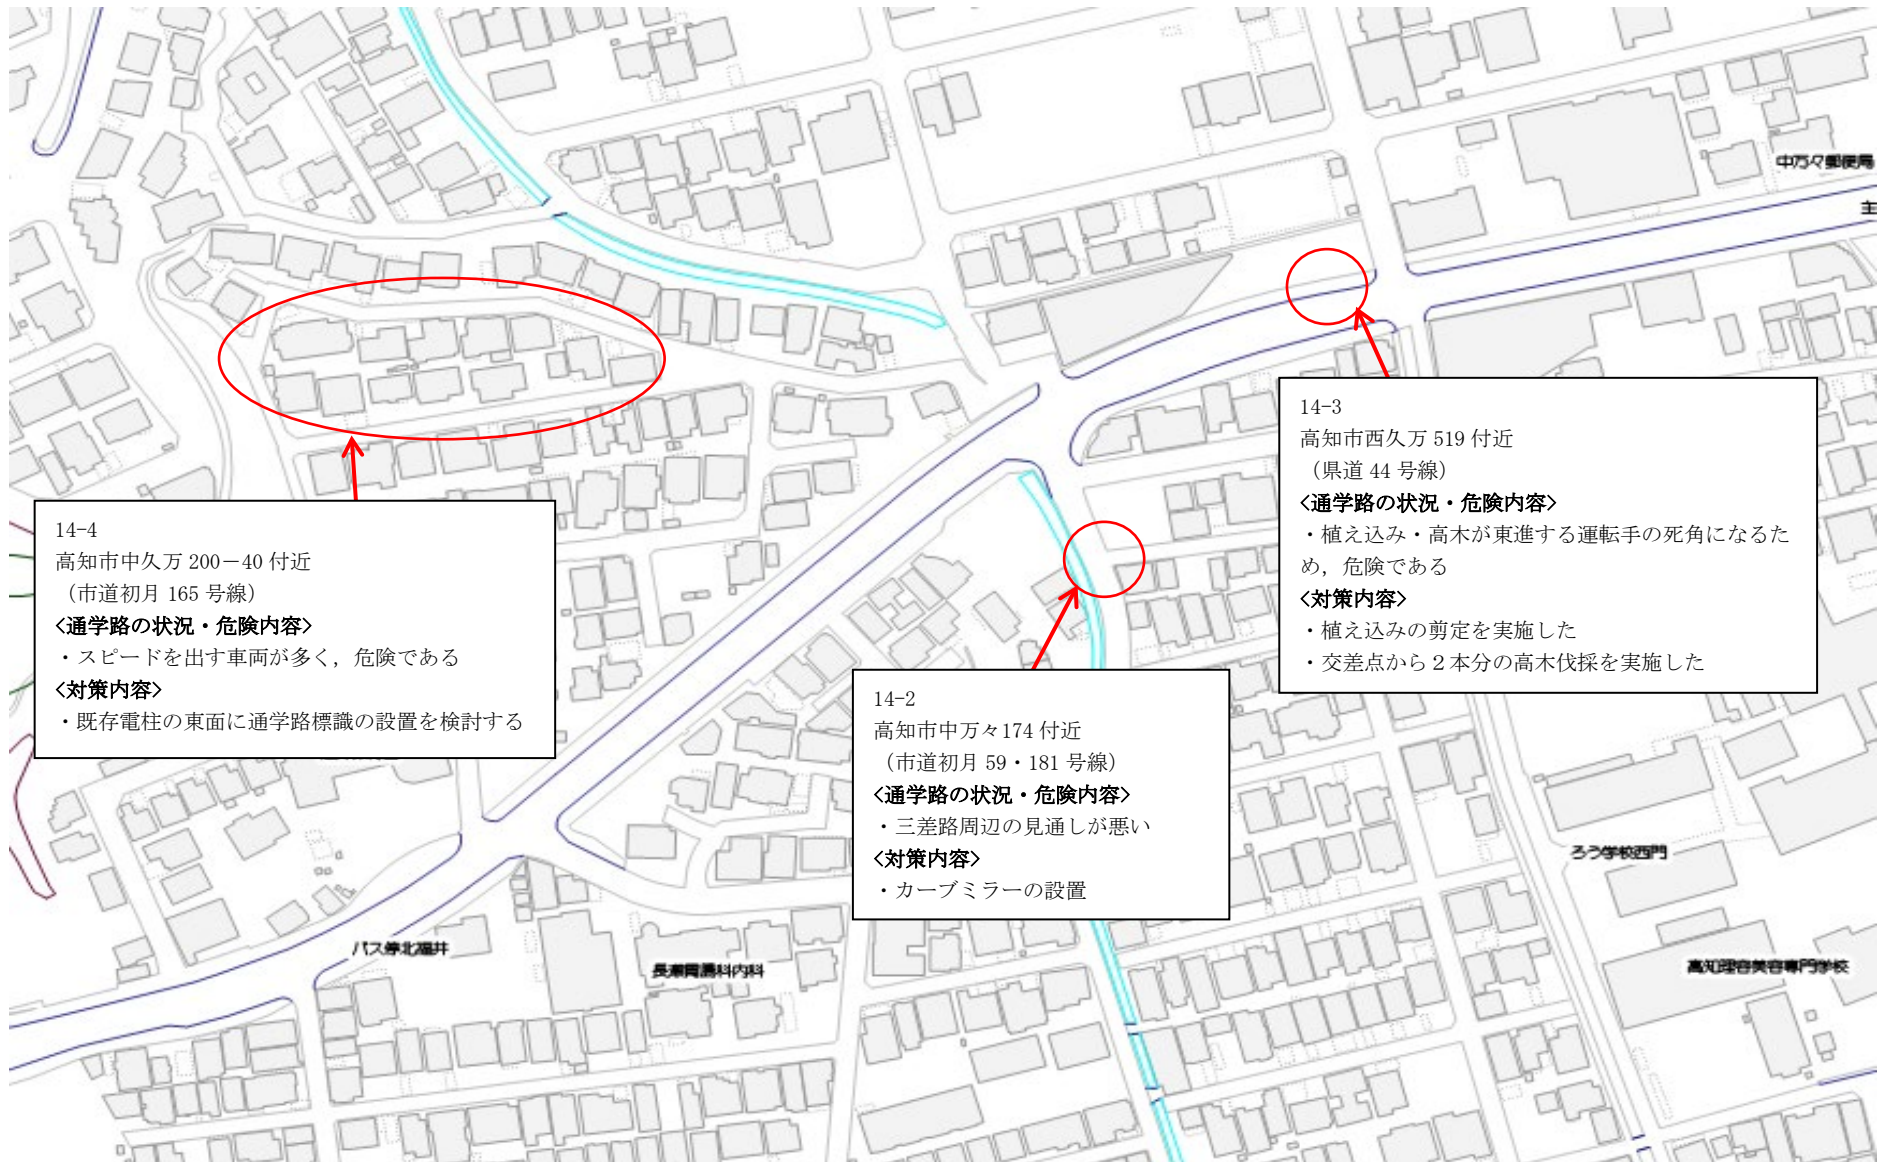 中万々郵便局
主
14-3
高知市西久万 519 付近
（県道 44 号線）
<通学路の状況・危険内容>
・植え込み・高木が東進する運転手の死角になるた
め，危険である
<対策内容>
・植え込みの剪定を実施した
・交差点から２本分の高木伐採を実施した
14-4
高知市中久万 200－40 付近
（市道初月 165 号線）
<通学路の状況・危険内容>
・スピードを出す車両が多く，危険である
<対策内容>
・既存電柱の東面に通学路標識の設置を検討する
14-2
高知市中万々174 付近
（市道初月 59・181 号線）
<通学路の状況・危険内容>
・三差路周辺の見通しが悪い
<対策内容>
・カーブミラーの設置
ろう学校西門
バス停北福井
長瀬胃腸科内科
高知理容美容専門学校